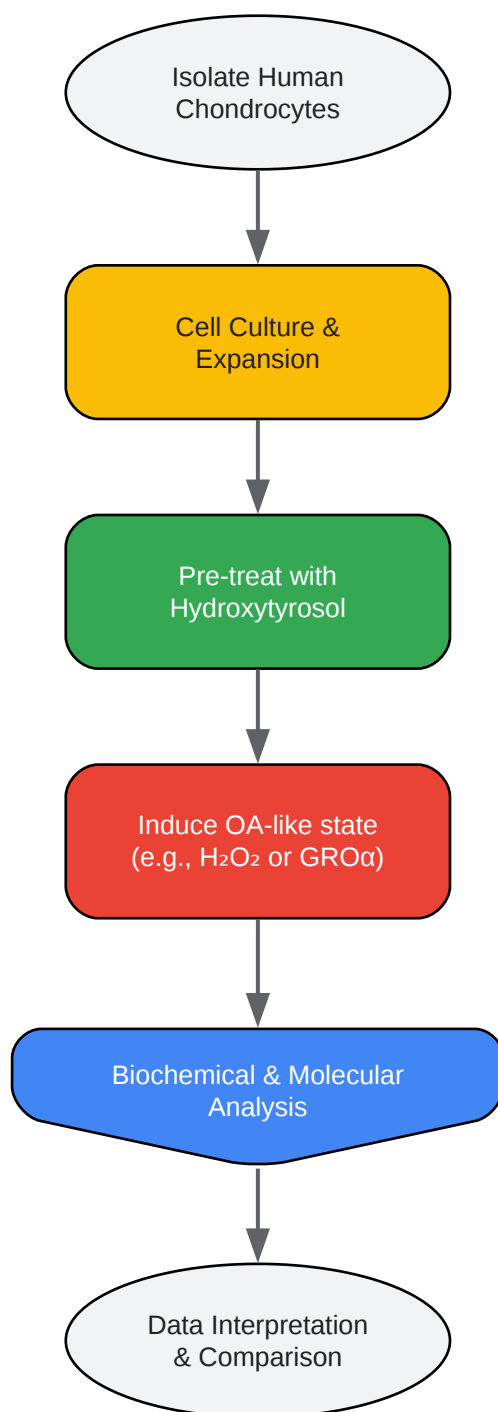 Isolate Human
Chondrocytes
Cell Culture &
Expansion
Pre-treat with
Hydroxytyrosol
Induce OA-like state
(e.g., H₂O₂ or GROα)
Biochemical & Molecular
Analysis
Data Interpretation
& Comparison